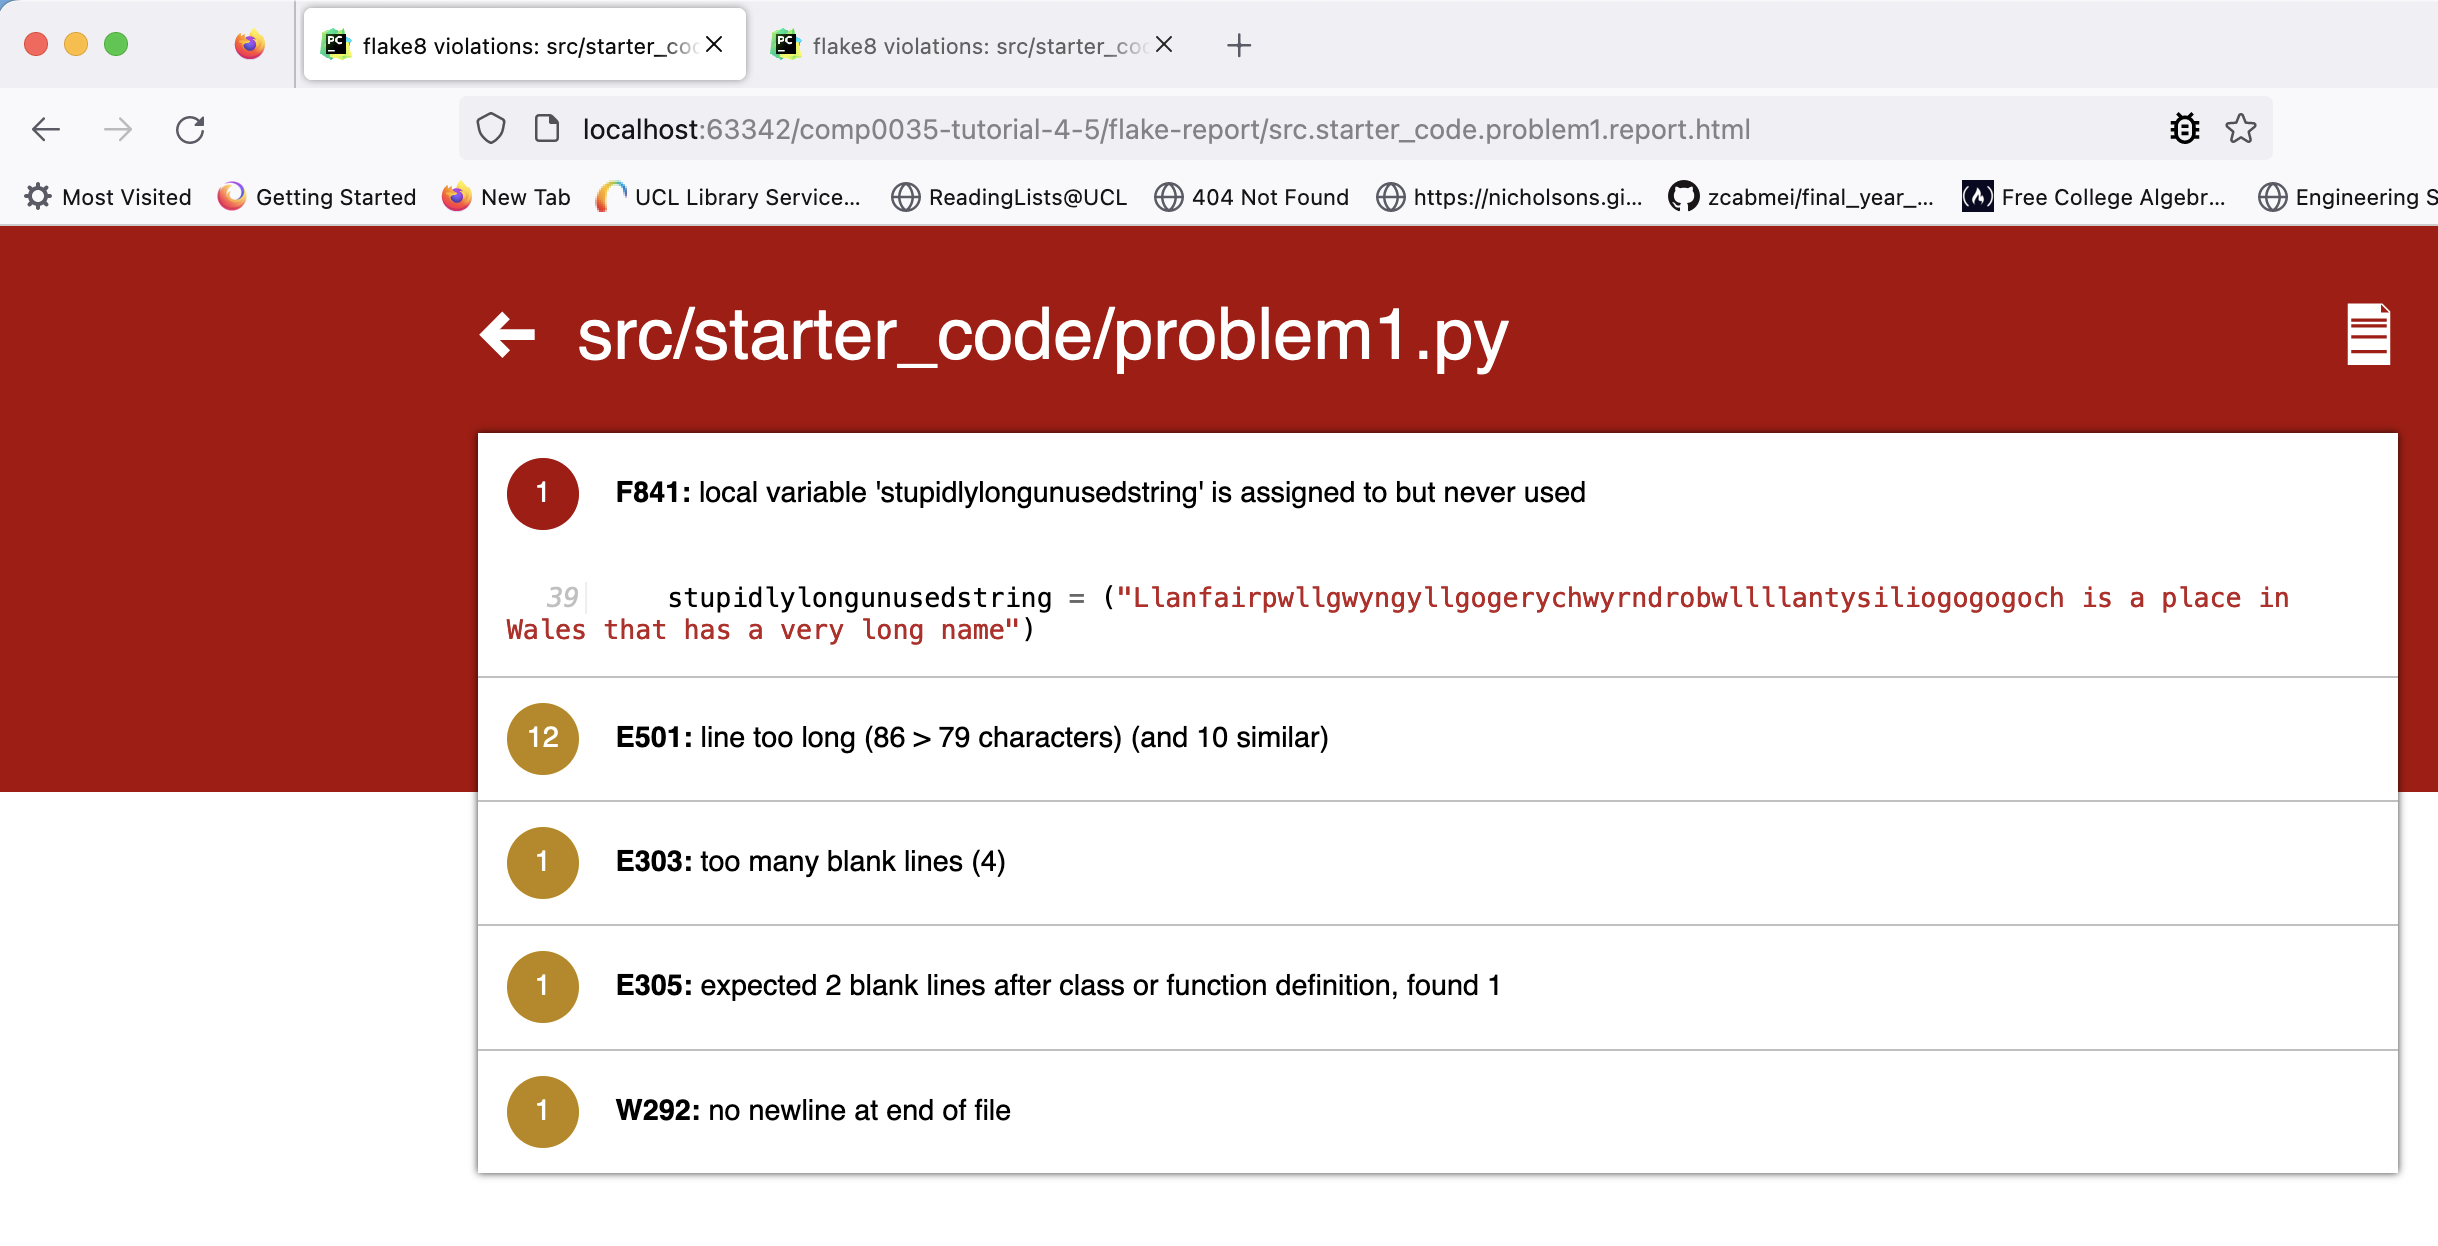 flake8 violations: src/starter_co
flake8 violations: src/starter_co
localhost:63342/comp0035-tutorial-4-5/flake-report/src.starter_code.problem1.report.html
Most Visited Getting Started New Tab UCL Library Service... ReadingLists@UCL 404 Not Found https://nicholsons.gi... zcabmei/final_year_... Free College Algebr... Engineering S
src/starter_code/problem1.py
1 F841: local variable 'stupidlylongunusedstring' is assigned to but never used
39 stupidlylongunusedstring = ("Llanfairpwllgwyngyllgogerychwyrndrobwllllantysiliogogogoch is a place in
Wales that has a very long name")
12 E501: line too long (86 > 79 characters) (and 10 similar)
1 E303: too many blank lines (4)
1 E305: expected 2 blank lines after class or function definition, found 1
1 W292: no newline at end of file